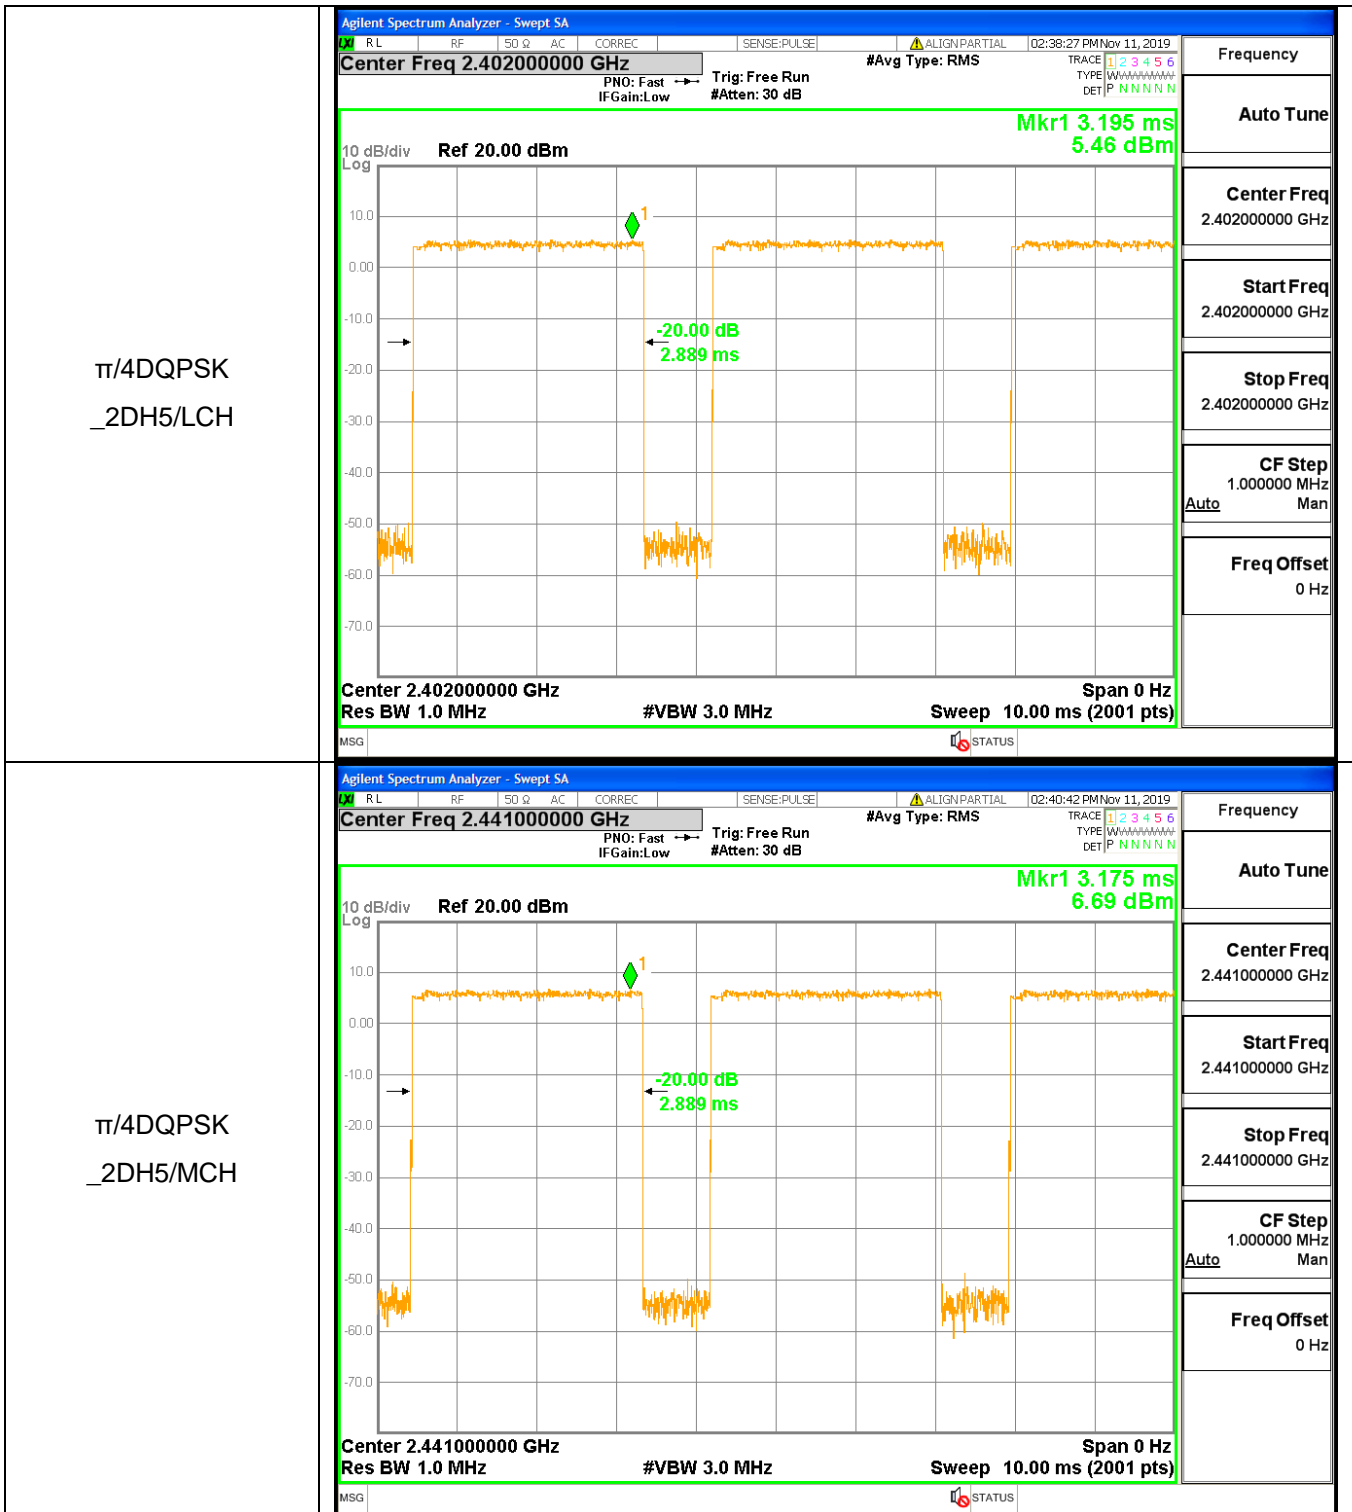 π/4DQPSK
_2DH5/LCH
Agilent Spectrum Analyzer - Swept SA
LXI RL RF 50 Ω AC CORREC SENSE:PULSE ALIGNPARTIAL 02:38:27 PMNov 11, 2019
Center Freq 2.402000000 GHz
#Avg Type: RMS
TRACE 1 2 3 4 5 6
PNO: Fast
Trig: Free Run
TYPE
IFGain:Low
#Atten: 30 dB
DET P N N N N N
Mkr1 3.195 ms
5.46 dBm
10 dB/div Ref 20.00 dBm
Log
10.0
1
0.00
-10.0
-20.00 dB
2.889 ms
-20.0
-30.0
-40.0
-50.0
-60.0
-70.0
Center 2.402000000 GHz
Span 0 Hz
Res BW 1.0 MHz
#VBW 3.0 MHz
Sweep 10.00 ms (2001 pts)
MSG
STATUS
Frequency
Auto Tune
Center Freq
2.402000000 GHz
Start Freq
2.402000000 GHz
Stop Freq
2.402000000 GHz
CF Step
1.000000 MHz
Auto Man
Freq Offset
0 Hz
π/4DQPSK
_2DH5/MCH
Agilent Spectrum Analyzer - Swept SA
LXI RL RF 50 Ω AC CORREC SENSE:PULSE ALIGNPARTIAL 02:40:42 PMNov 11, 2019
Center Freq 2.441000000 GHz
#Avg Type: RMS
TRACE 1 2 3 4 5 6
PNO: Fast
Trig: Free Run
TYPE
IFGain:Low
#Atten: 30 dB
DET P N N N N N
Mkr1 3.175 ms
6.69 dBm
10 dB/div Ref 20.00 dBm
Log
10.0
1
0.00
-10.0
-20.00 dB
2.889 ms
-20.0
-30.0
-40.0
-50.0
-60.0
-70.0
Center 2.441000000 GHz
Span 0 Hz
Res BW 1.0 MHz
#VBW 3.0 MHz
Sweep 10.00 ms (2001 pts)
MSG
STATUS
Frequency
Auto Tune
Center Freq
2.441000000 GHz
Start Freq
2.441000000 GHz
Stop Freq
2.441000000 GHz
CF Step
1.000000 MHz
Auto Man
Freq Offset
0 Hz